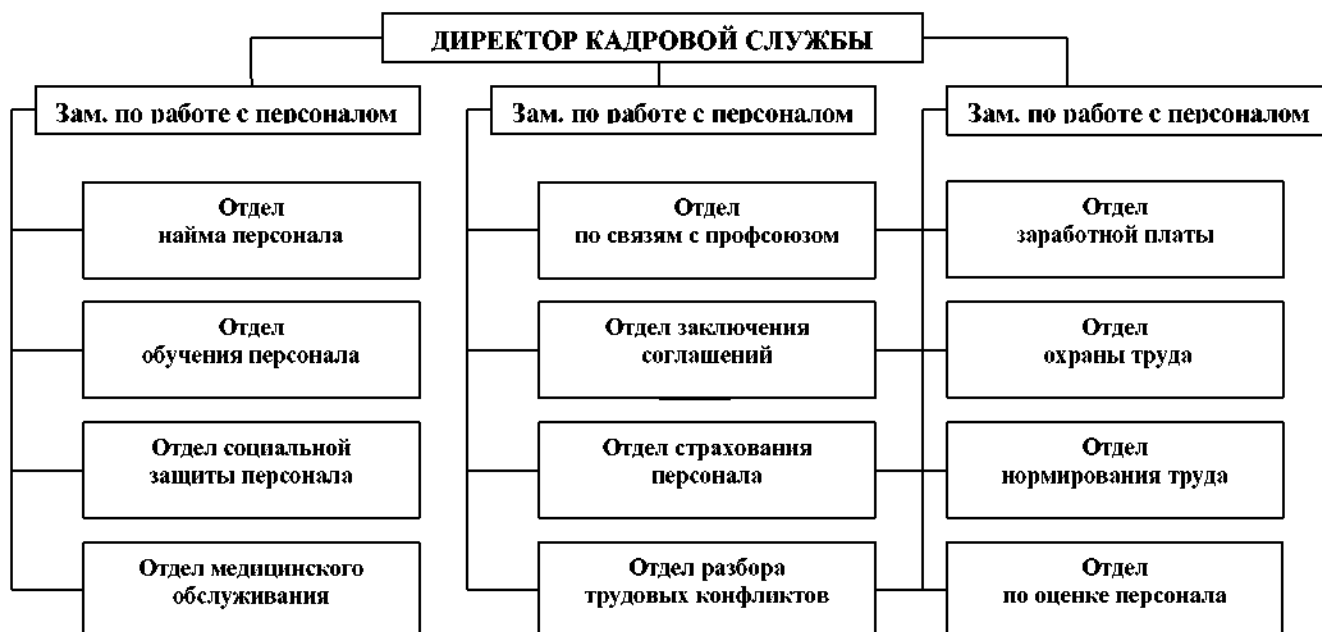 ДИРЕКТОР КАДРОВОЙ СЛУЖБЫ
Зам. по работе с персоналом
Зам. по работе с персоналом
Зам. по работе с персоналом
Отдел
найма персонала
Отдел
по связям с профсоюзом
Отдел
заработной платы
Отдел
обучения персонала
Отдел заключения
соглашений
Отдел
охраны труда
Отдел социальной
защиты персонала
Отдел страхования
персонала
Отдел
нормирования труда
Отдел медицинского
обслуживания
Отдел разбора
трудовых конфликтов
Отдел
по оценке персонала